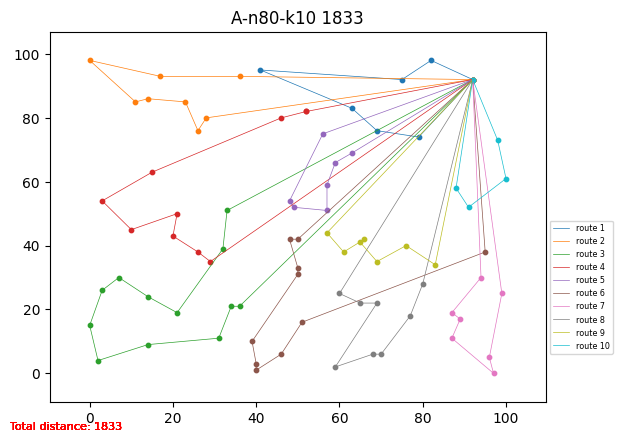 A-n80-k10 1833
100
80
60
40
20
0
0 20 40 60 80 100
route 1
route 2
route 3
route 4
route 5
route 6
route 7
route 8
route 9
route 10
Total distance: 1833